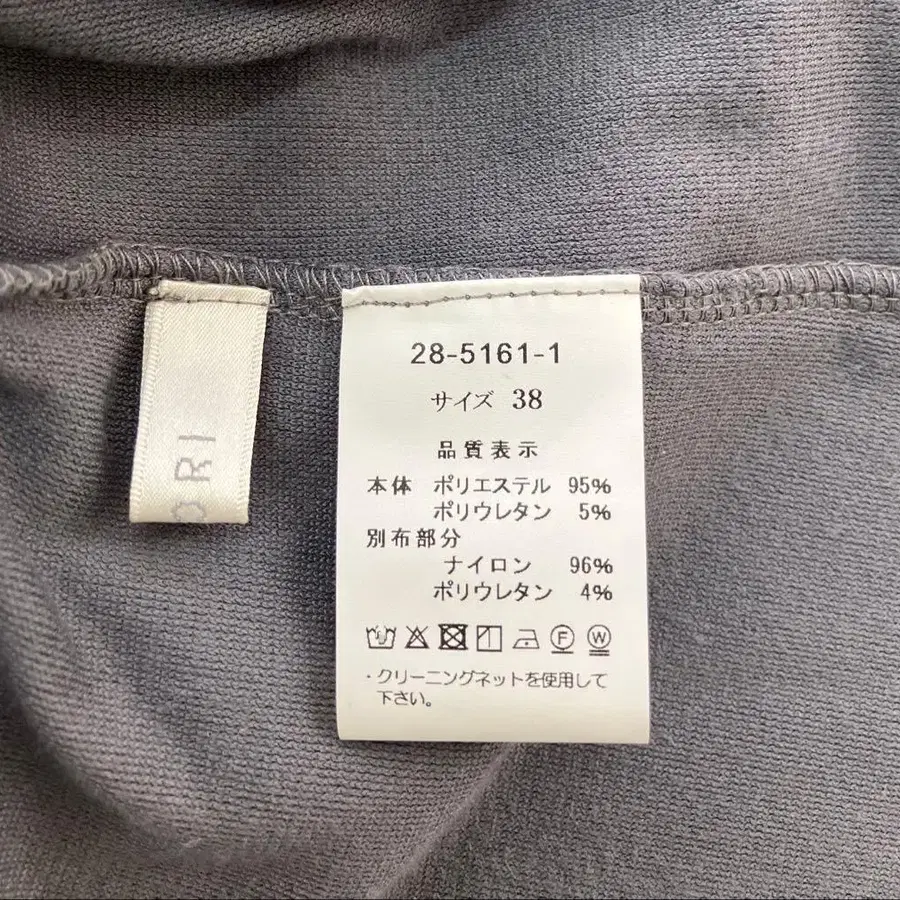 28-5161-1
サイズ 38
品質表示
本体 ポリエステル 95%
ポリウレタン 5%
別布部分
ナイロン 96%
ポリウレタン 4%
F W
・クリーニングネットを使用して
下さい。
ORI